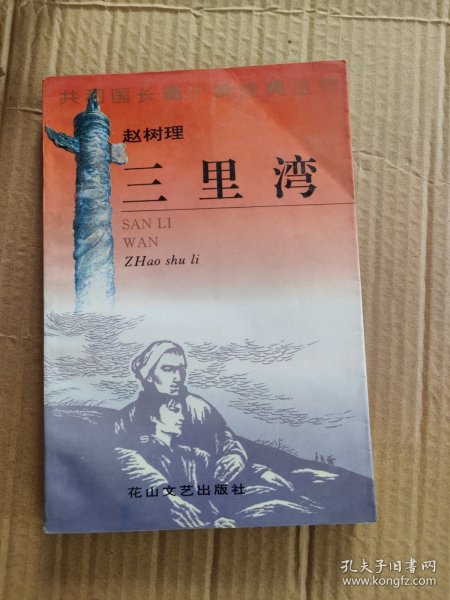 共和国长篇小说经典丛书
赵树理
三里湾
SAN LI
WAN
ZHao shu li
花山文艺出版社
孔夫子旧书网
www.kongfz.com